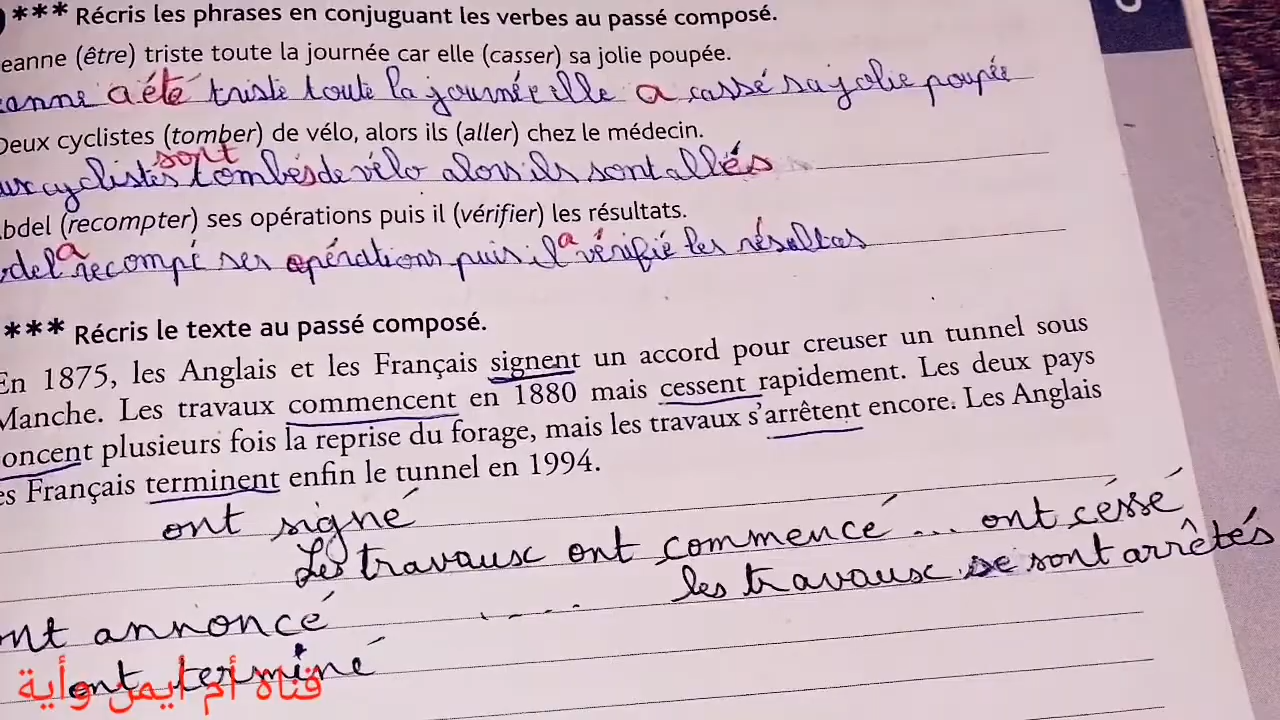 *** Récris les phrases en conjuguant les verbes au passé composé.
eanne (être) triste toute la journée car elle (casser) sa jolie poupée.
anne a été triste toute la journée elle a cassé sa jolie poupée
Deux cyclistes (tomber) de vélo, alors ils (aller) chez le médecin.
sont
ux cyclistes tombés de vélo alors ils sont allés
bdel (recompter) ses opérations puis il (vérifier) les résultats.
del a recompé ses opérations puis il a vérifié les résultas
*** Récris le texte au passé composé.
En 1875, les Anglais et les Français signent un accord pour creuser un tunnel sous
Manche. Les travaux commencent en 1880 mais cessent rapidement. Les deux pays
oncent plusieurs fois la reprise du forage, mais les travaux s'arrêtent encore. Les Anglais
es Français terminent enfin le tunnel en 1994.
ont signé
Les travaux ont commencé ... ont céssé
les travaux se sont arrêtés
nt annoncé ....
ont terminé
قناة أم أيمن وأية